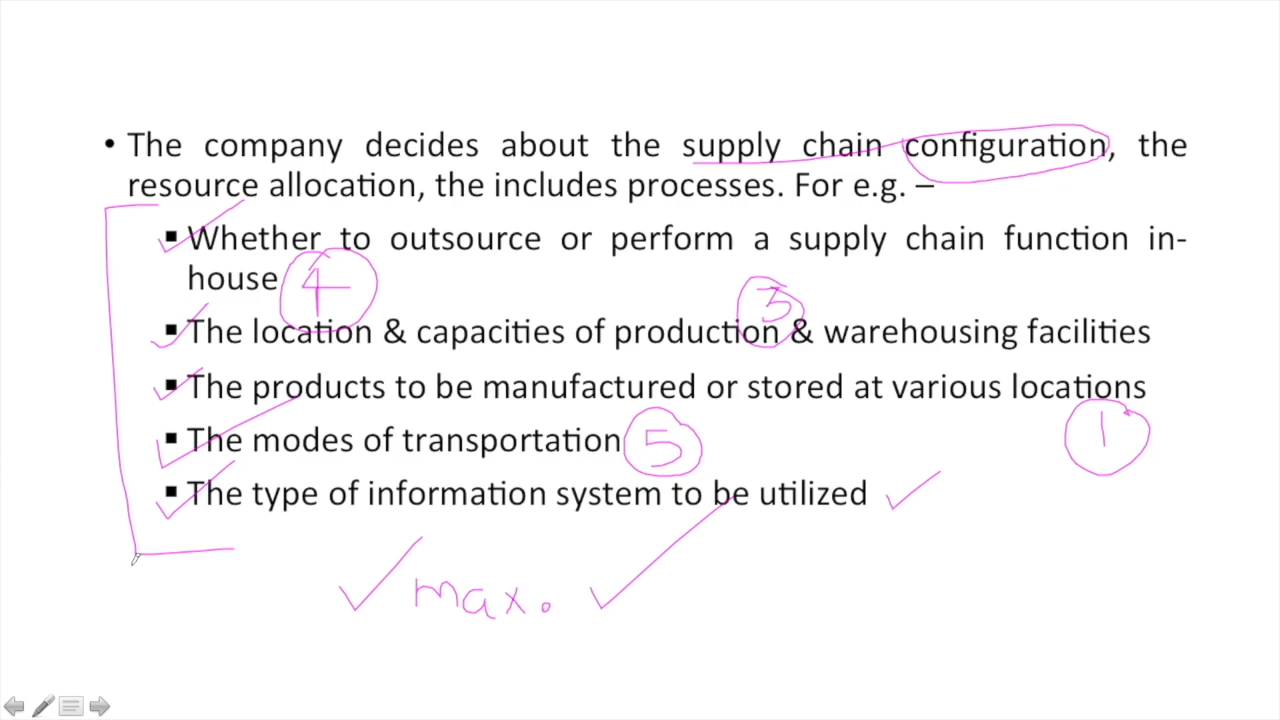 • The company decides about the supply chain configuration, the
resource allocation, the includes processes. For e.g. –
▪ Whether to outsource or perform a supply chain function in-
house 4
3
▪ The location & capacities of production & warehousing facilities
▪ The products to be manufactured or stored at various locations
1
▪ The modes of transportation 5
▪ The type of information system to be utilized ✓
✓ max. ✓